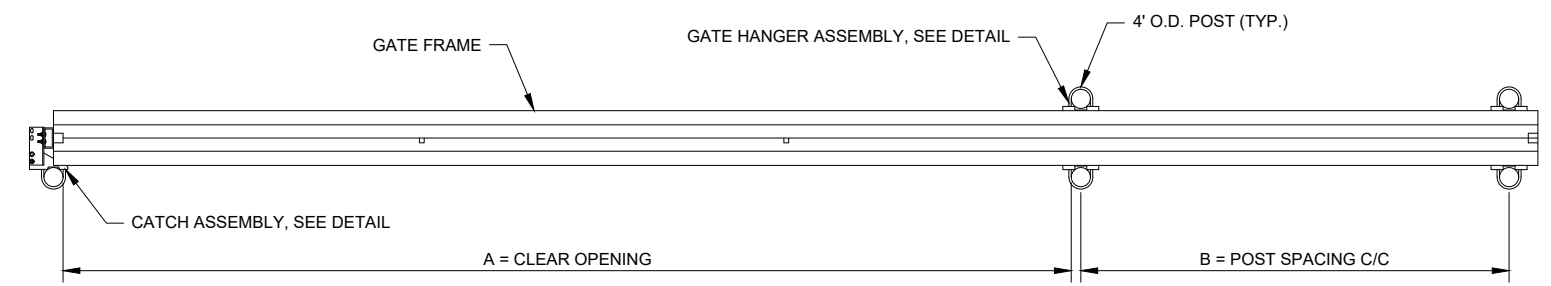 4' O.D. POST (TYP.)
GATE HANGER ASSEMBLY, SEE DETAIL
GATE FRAME
CATCH ASSEMBLY, SEE DETAIL
A = CLEAR OPENING
B = POST SPACING C/C